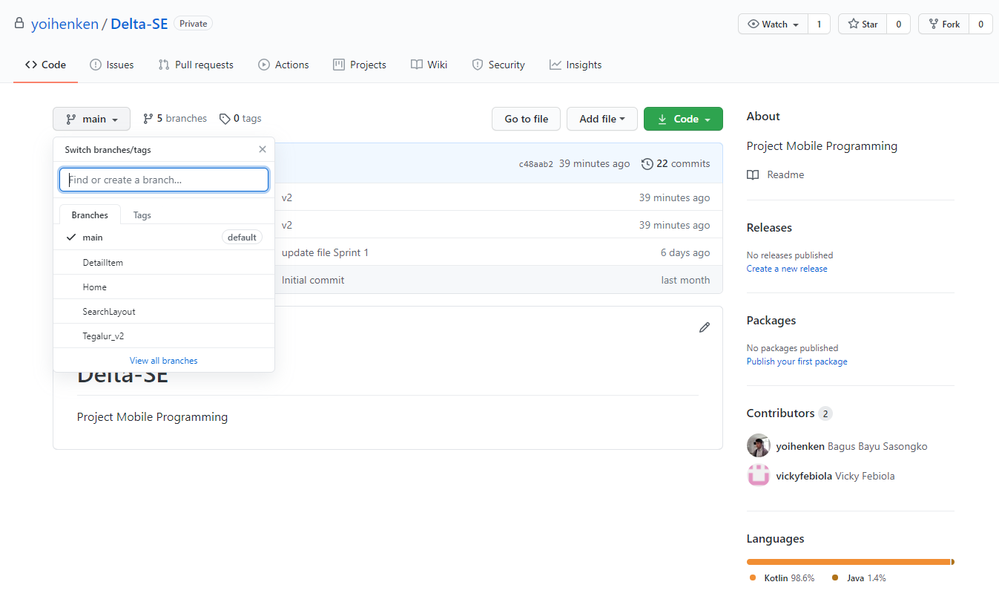 yoihenken / Delta-SE Private
Watch 1 Star 0 Fork 0
Code Issues Pull requests Actions Projects Wiki Security Insights
main 5 branches 0 tags
Go to file Add file Code
Switch branches/tags
Find or create a branch...
Branches Tags
main default
DetailItem
Home
SearchLayout
Tegalur_v2
View all branches
c48aab2 39 minutes ago 22 commits
v2 39 minutes ago
v2 39 minutes ago
update file Sprint 1 6 days ago
Initial commit last month
Delta-SE
Project Mobile Programming
About
Project Mobile Programming
Readme
Releases
No releases published
Create a new release
Packages
No packages published
Publish your first package
Contributors 2
yoihenken Bagus Bayu Sasongko
vickyfebiola Vicky Febiola
Languages
Kotlin 98.6% Java 1.4%